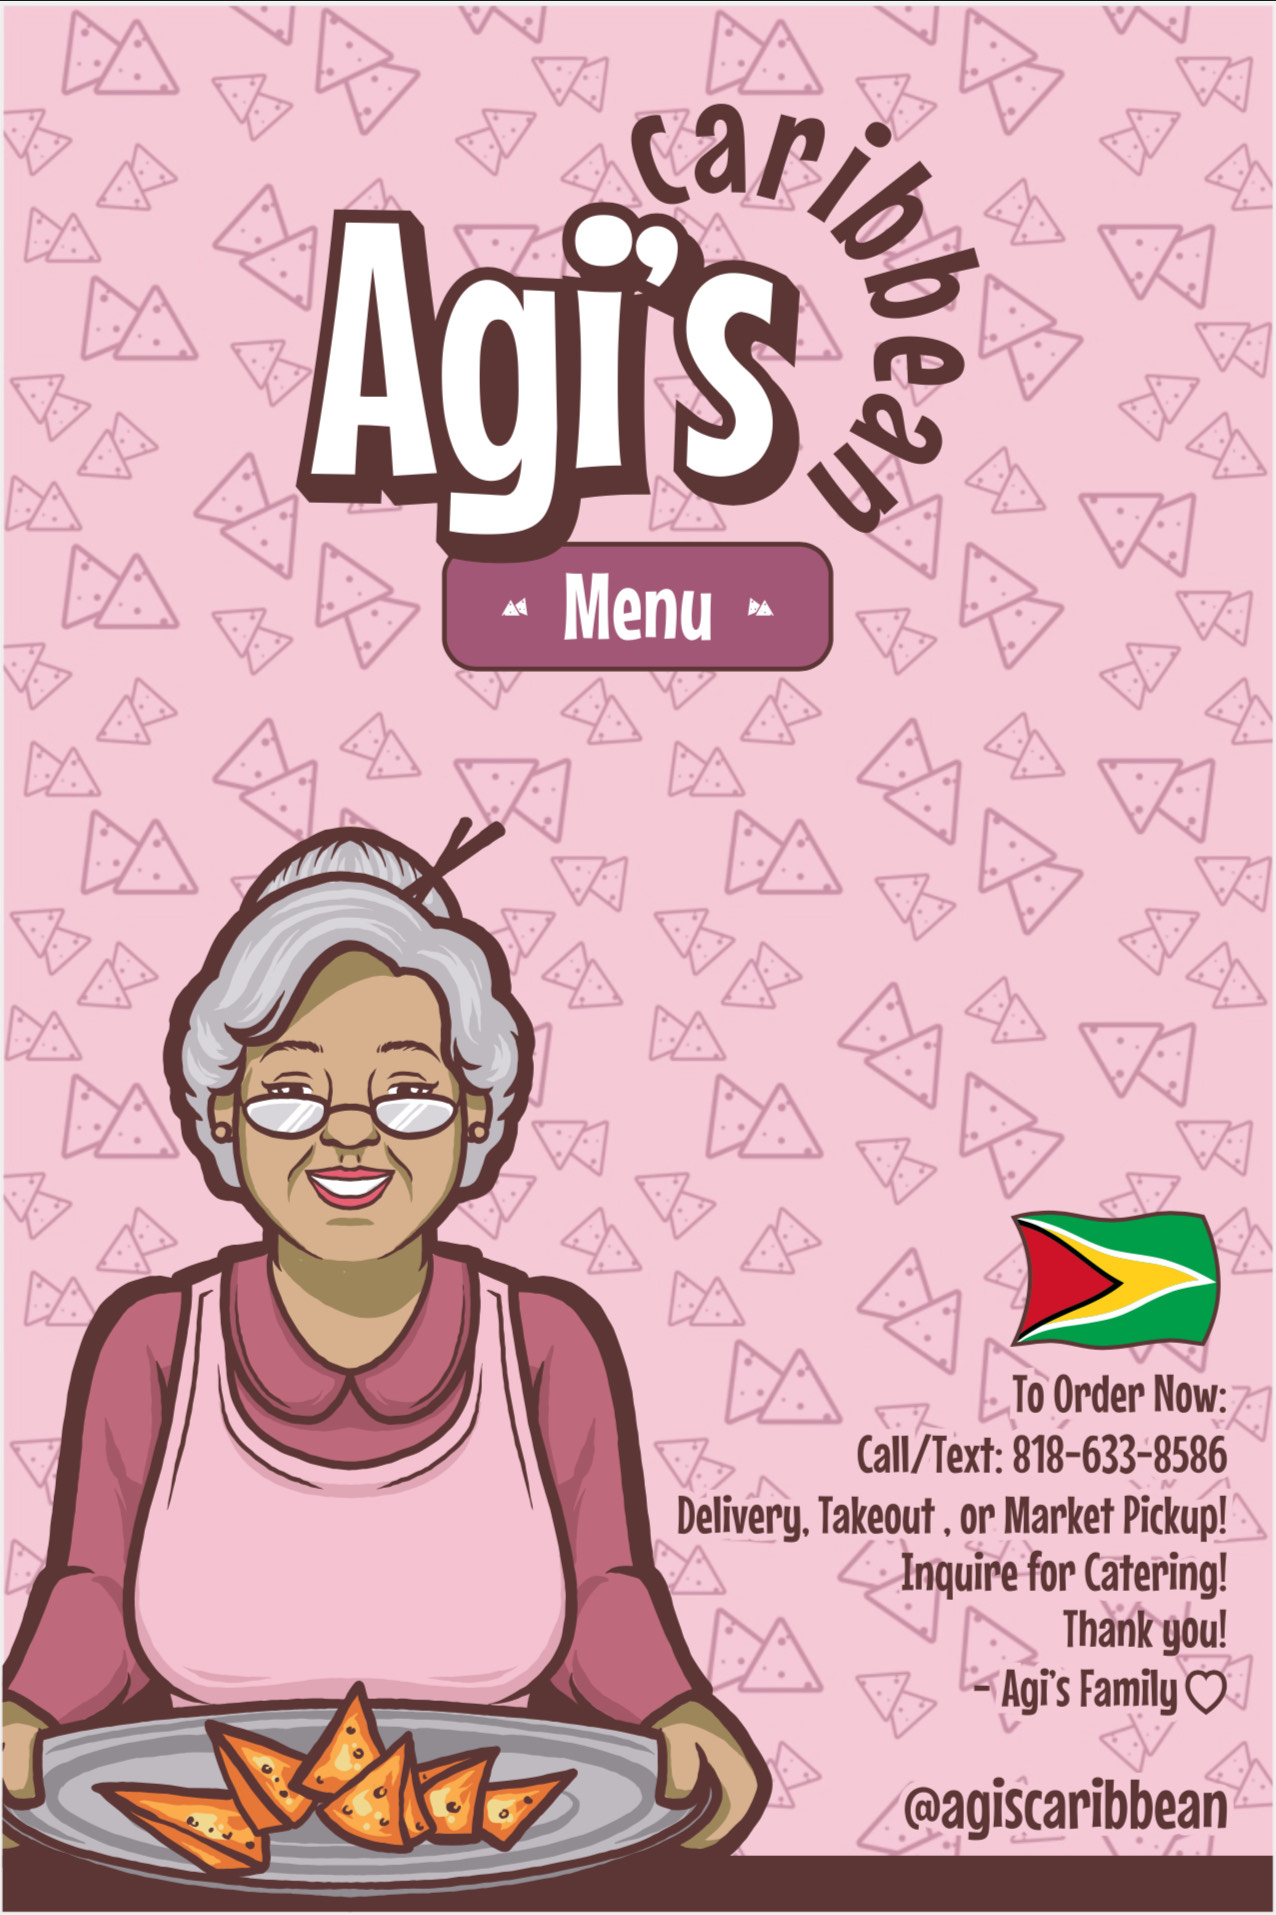 Agi's
caribbean
Menu
To Order Now:
Call/Text: 818-633-8586
Delivery, Takeout , or Market Pickup!
Inquire for Catering!
Thank you!
- Agi's Family ♡
@agiscaribbean